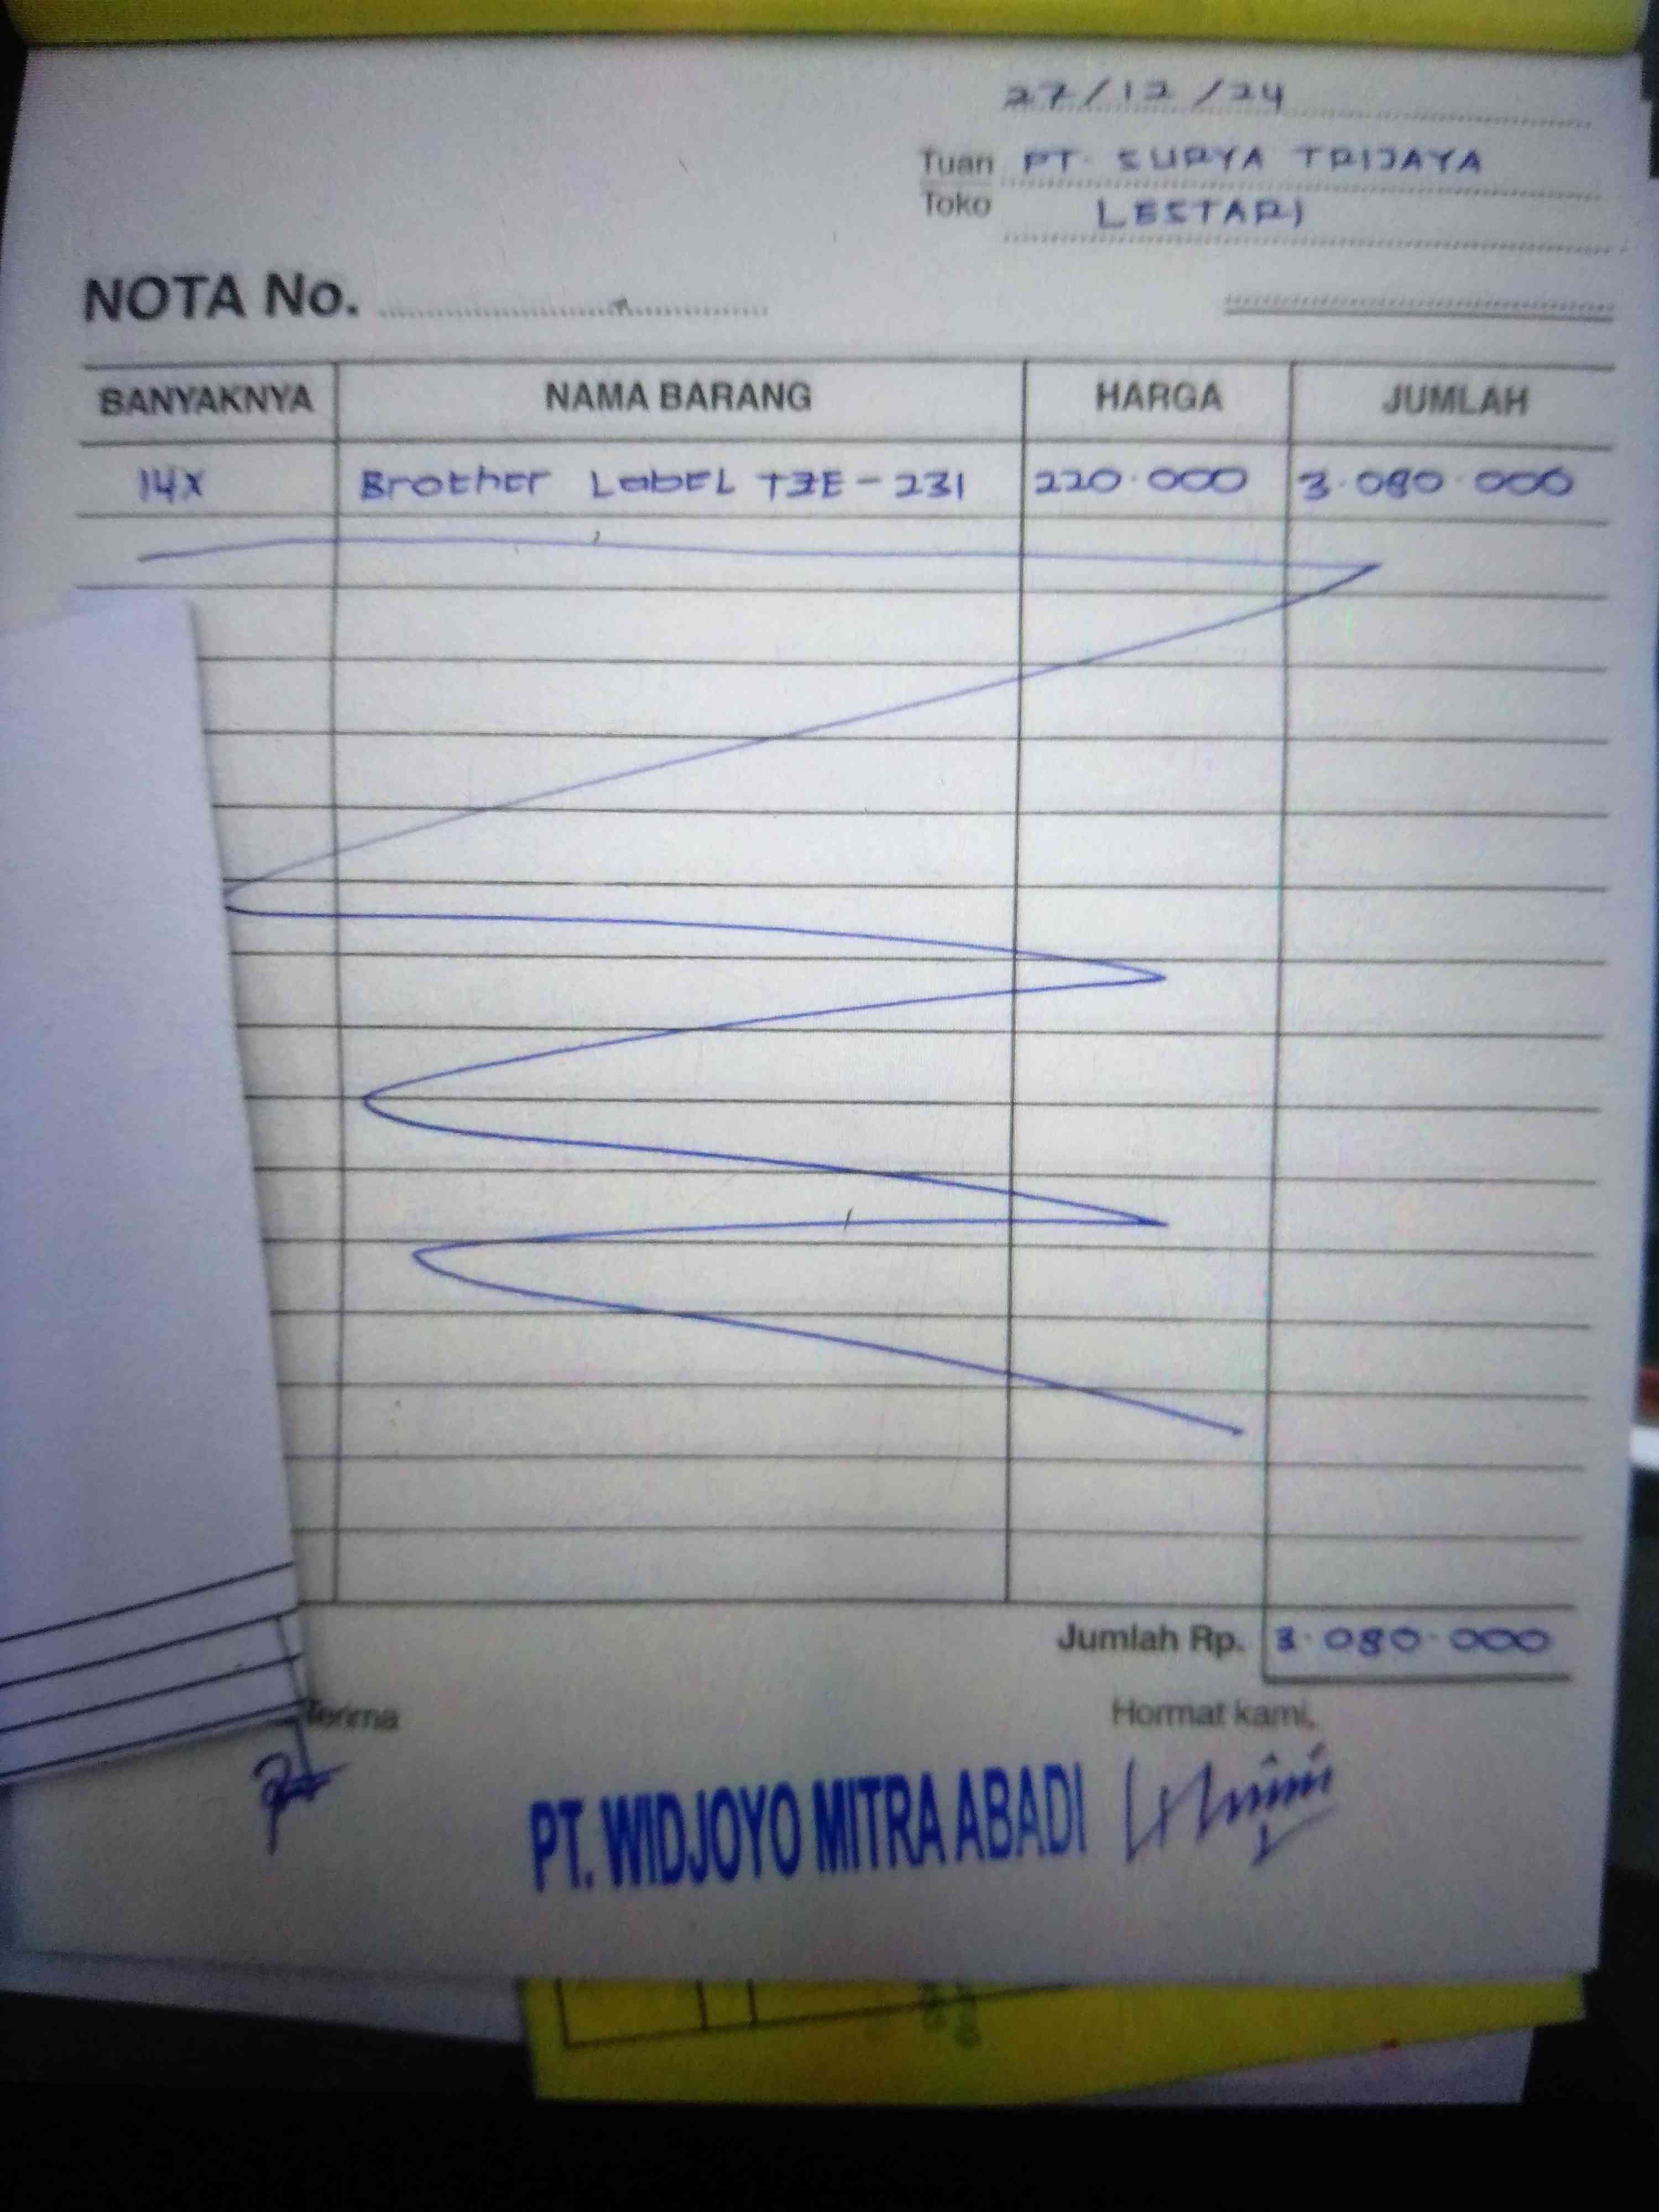 27/12/24
Tuan PT. SURYA TRIJAYA
Toko LESTARI
NOTA No.
BANYAKNYA NAMA BARANG HARGA JUMLAH
14X Brother Label TZE-231 220.000 3.080.000
Jumlah Rp. 3.080.000
Terima Hormat kami,
PT. WIDJOYO MITRA ABADI